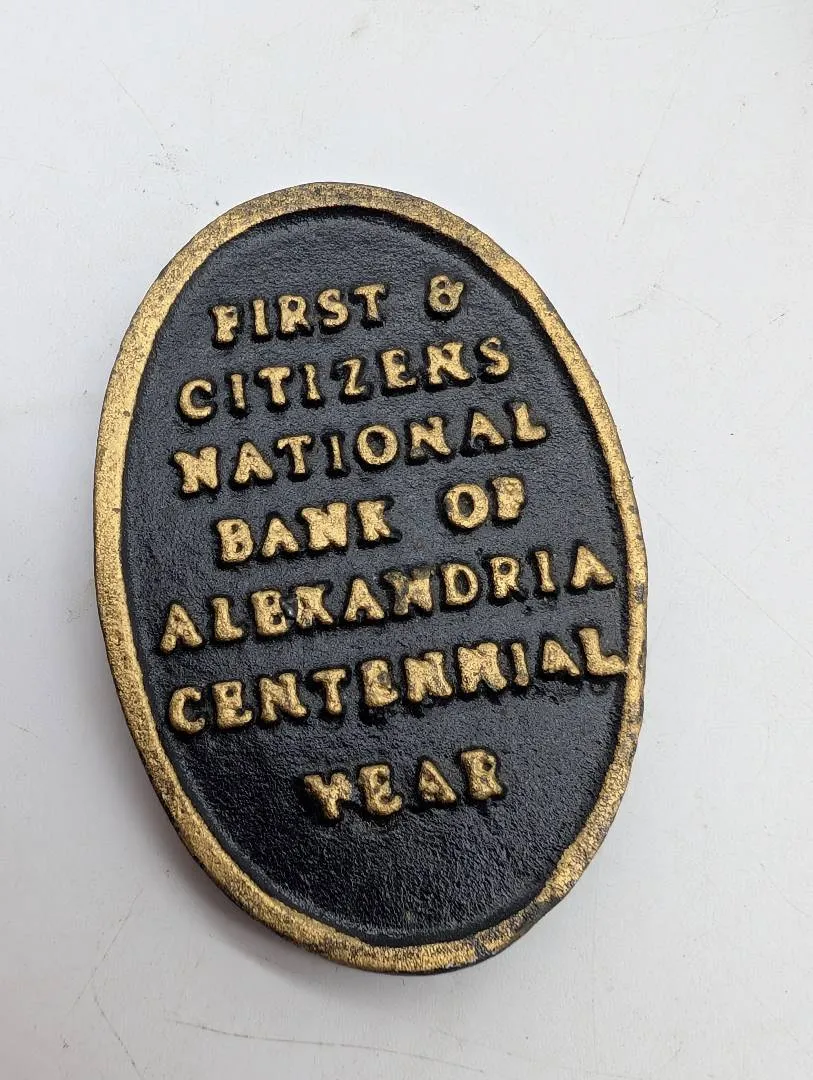 FIRST &
CITIZENS
NATIONAL
BANK OF
ALEXANDRIA
CENTENNIAL
YEAR